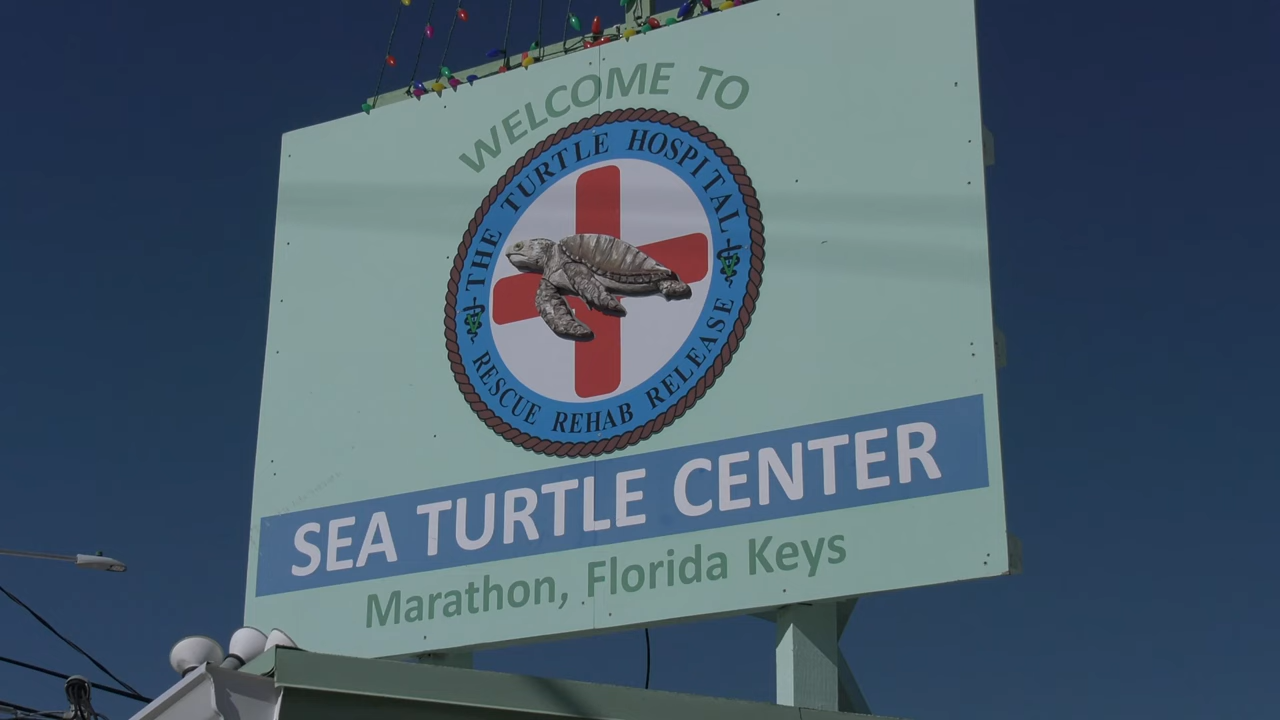 WELCOME TO
THE TURTLE HOSPITAL
RESCUE REHAB RELEASE
SEA TURTLE CENTER
Marathon, Florida Keys